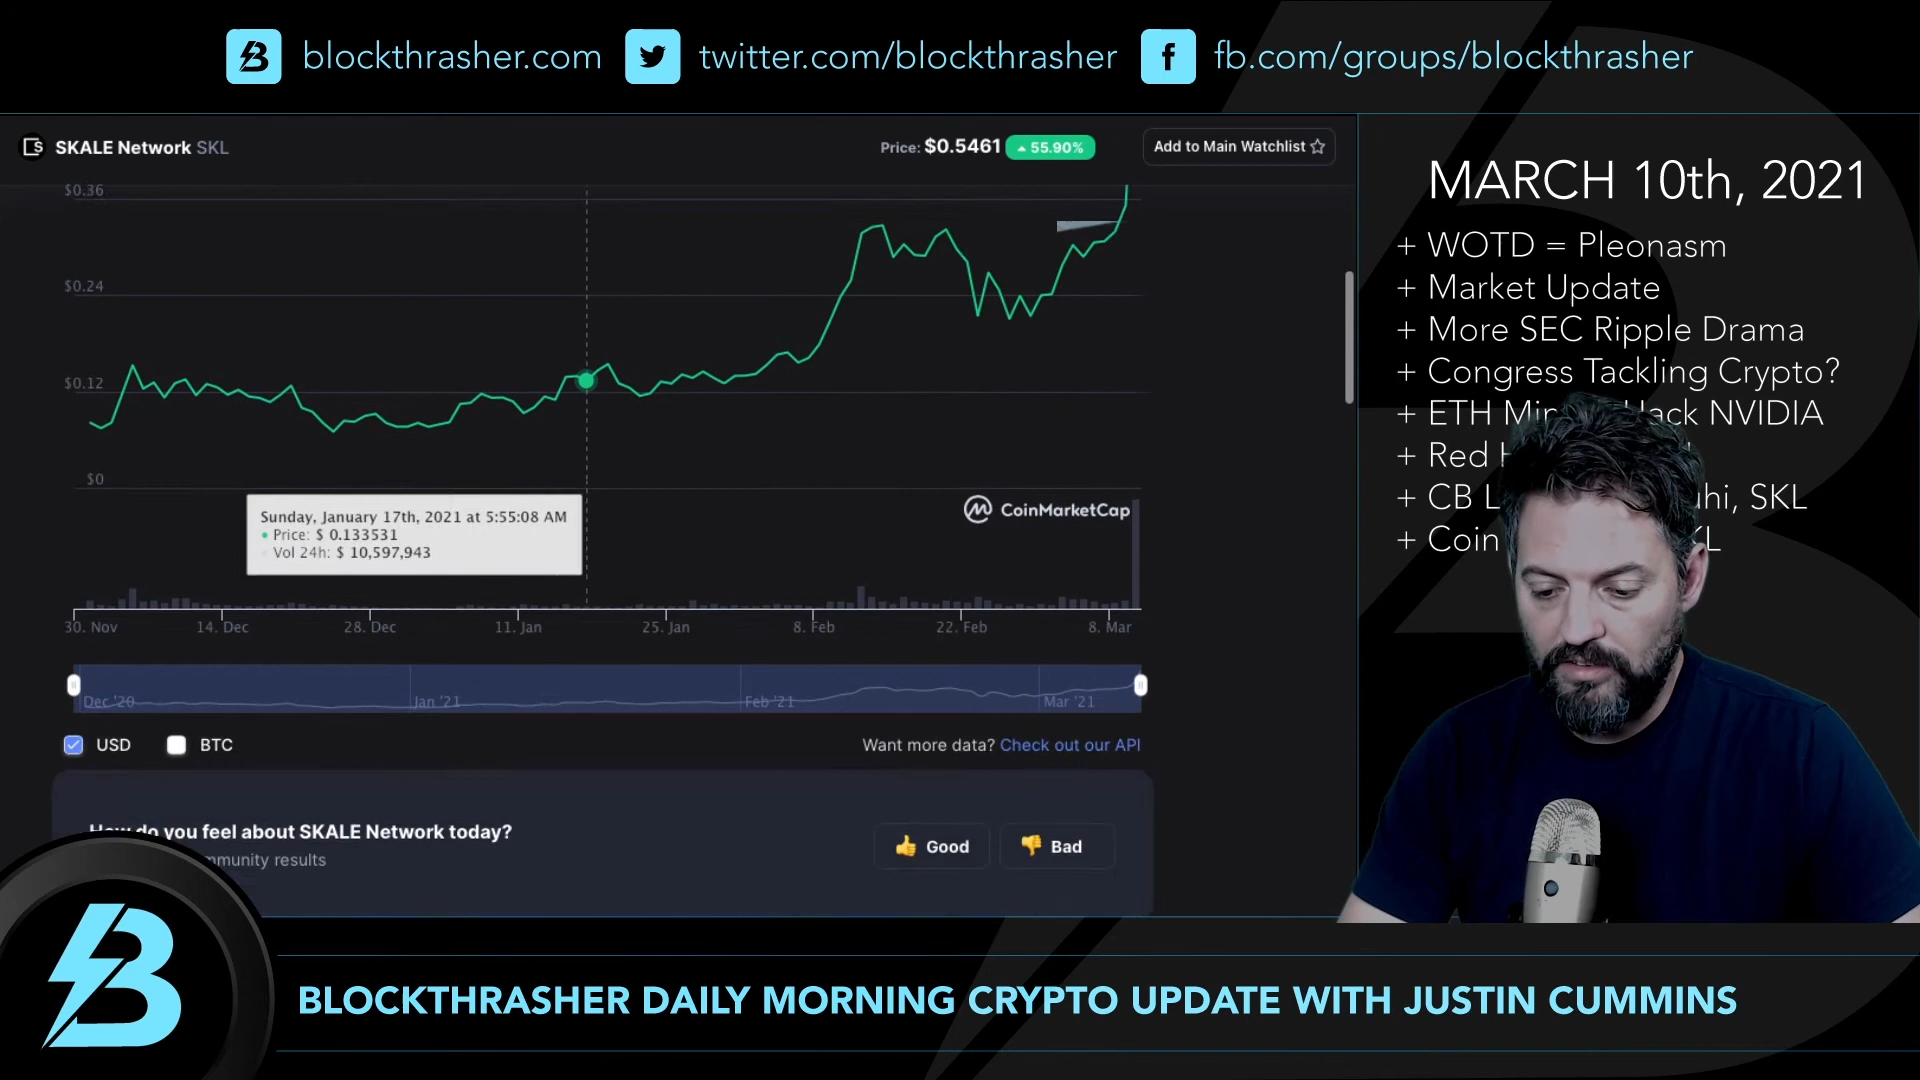 blockthrasher.com twitter.com/blockthrasher fb.com/groups/blockthrasher
SKALE Network SKL
Price: $0.5461 55.90%
Add to Main Watchlist
$0.36
$0.24
$0.12
$0
Sunday, January 17th, 2021 at 5:55:08 AM
Price: $ 0.133531
Vol 24h: $ 10,597,943
CoinMarketCap
30. Nov 14. Dec 28. Dec 11. Jan 25. Jan 8. Feb 22. Feb 8. Mar
Dec '20 Jan '21 Feb '21 Mar '21
USD BTC
Want more data? Check out our API
do you feel about SKALE Network today?
results
Good Bad
MARCH 10th, 2021
+ WOTD = Pleonasm
+ Market Update
+ More SEC Ripple Drama
+ Congress Tackling Crypto?
+ ETH NVIDIA
+ Red
+ CB SKL
+ Coin
BLOCKTHRASHER DAILY MORNING CRYPTO UPDATE WITH JUSTIN CUMMINS